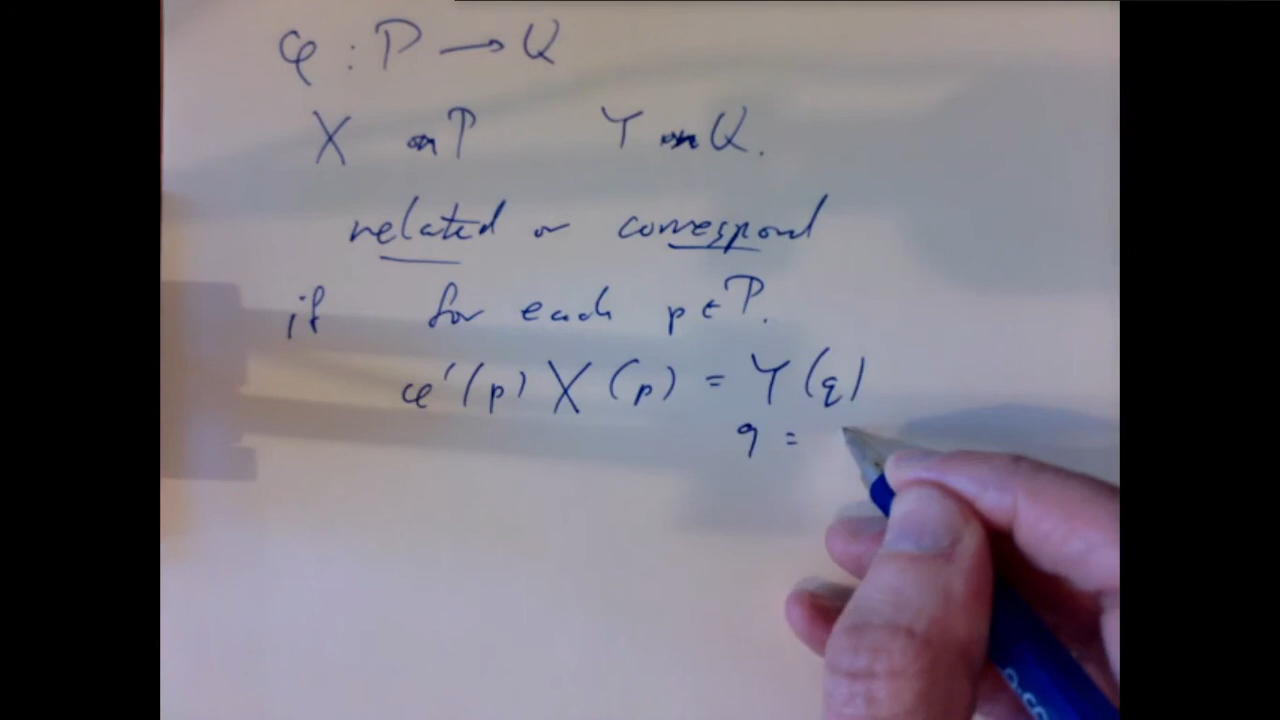 φ : P → Q
X on P Y on Q.
related or correspond
if for each p ∈ P.
φ'(p) X (p) = Y (q)
q =